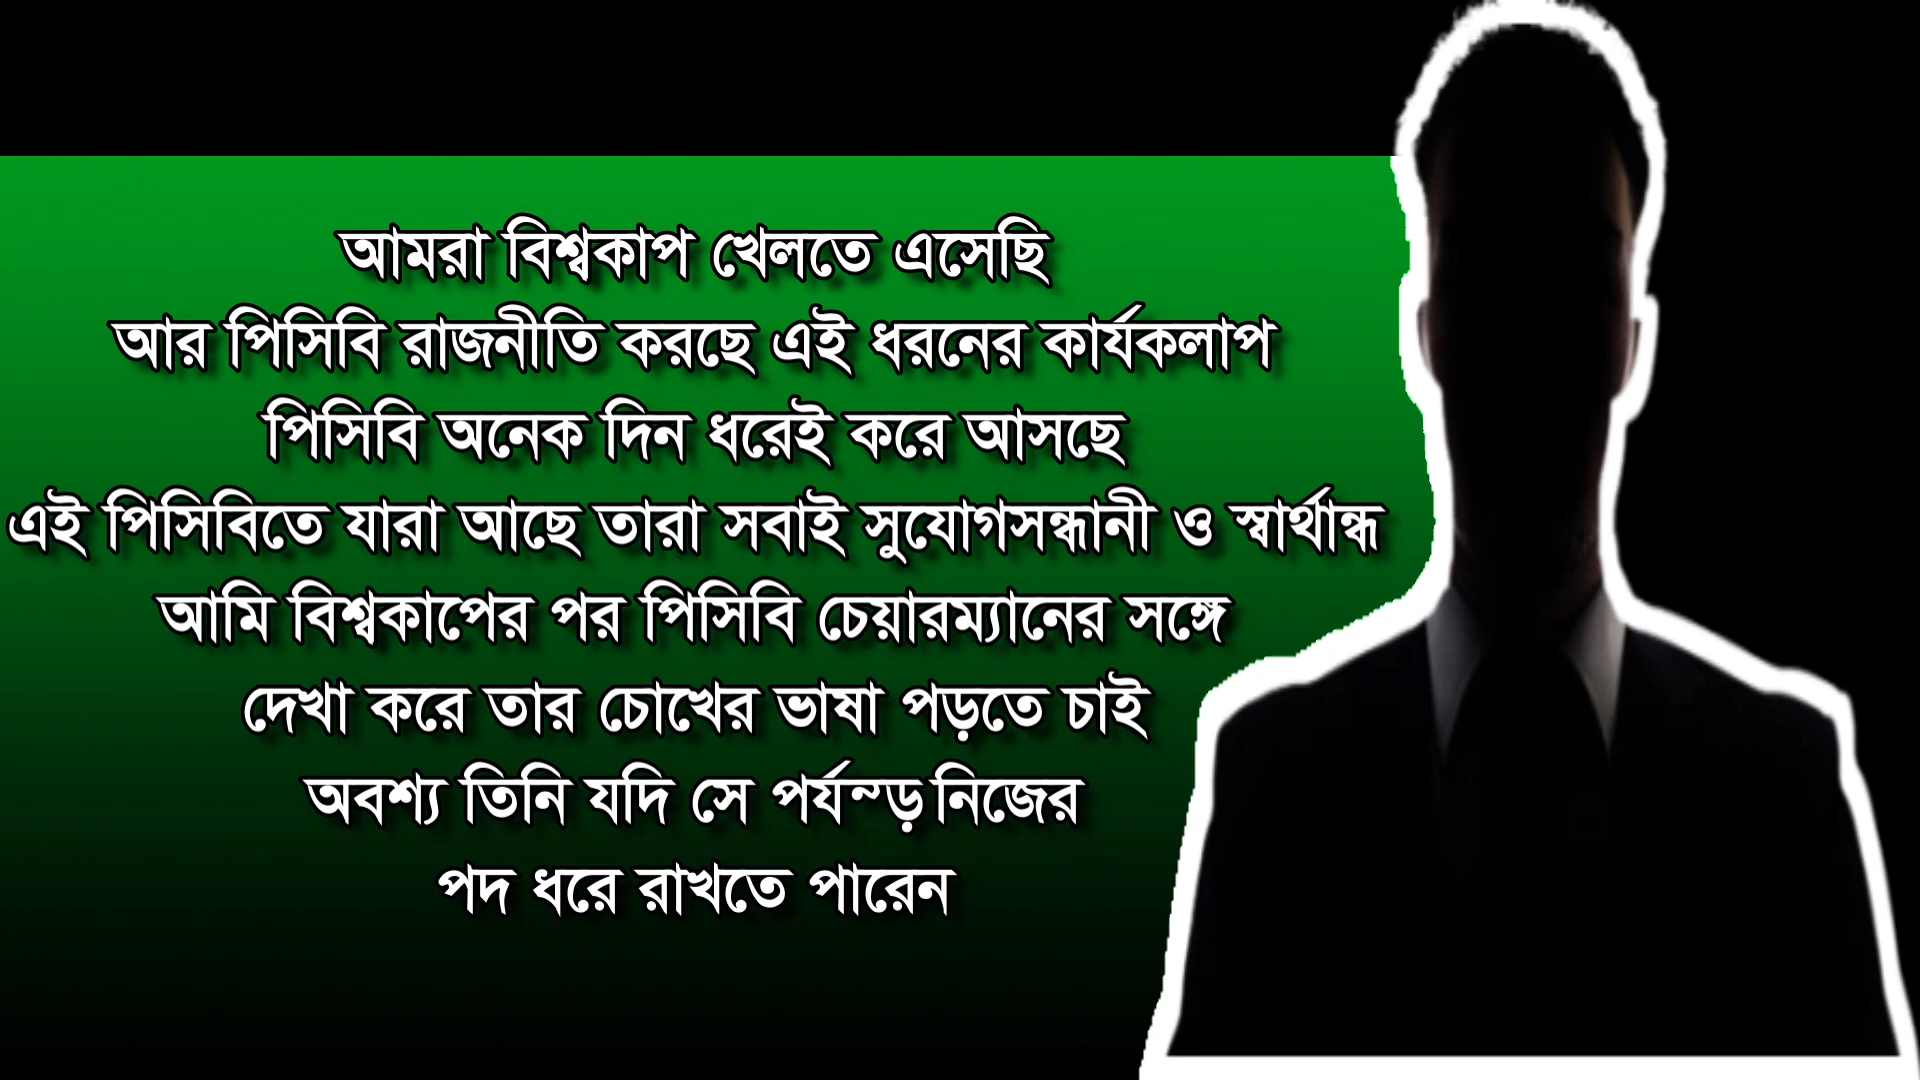 আমরা বিশ্বকাপ খেলতে এসেছি
আর পিসিবি রাজনীতি করছে এই ধরনের কার্যকলাপ
পিসিবি অনেক দিন ধরেই করে আসছে
এই পিসিবিতে যারা আছে তারা সবাই সুযোগসন্ধানী ও স্বার্থান্ধ
আমি বিশ্বকাপের পর পিসিবি চেয়ারম্যানের সঙ্গে
দেখা করে তার চোখের ভাষা পড়তে চাই
অবশ্য তিনি যদি সে পর্যন্ড় নিজের
পদ ধরে রাখতে পারেন